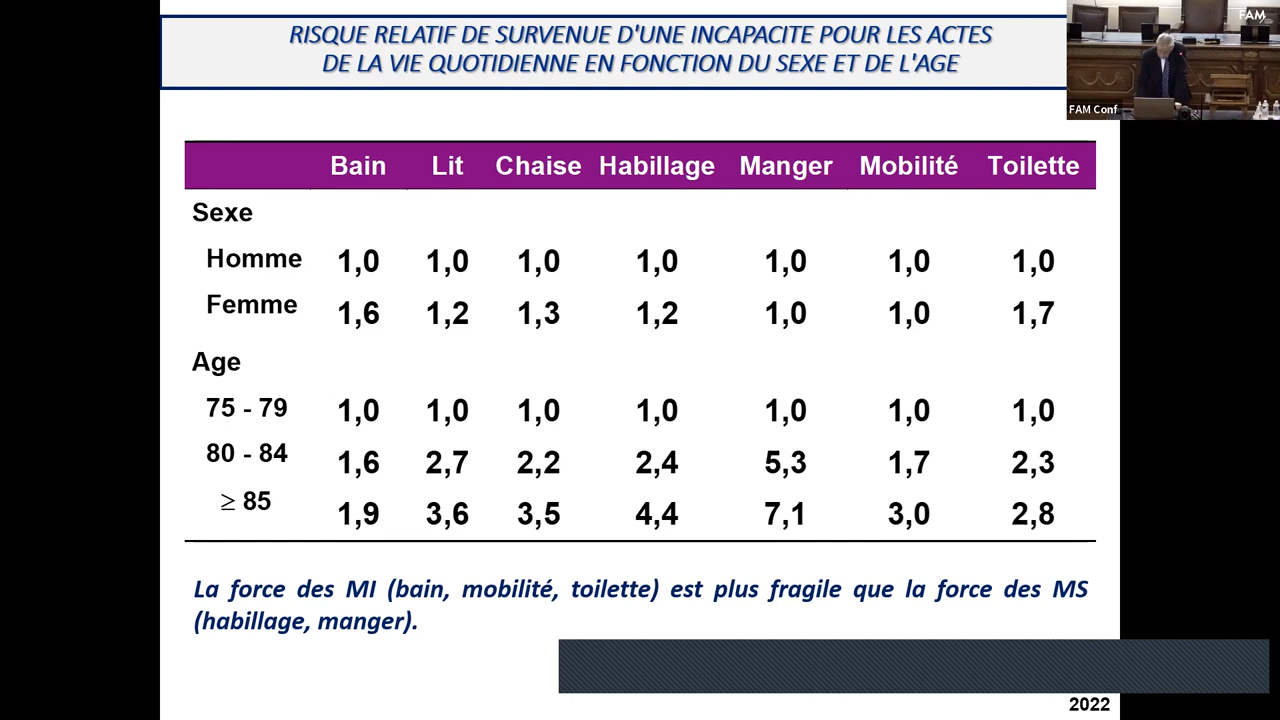 RISQUE RELATIF DE SURVENUE D'UNE INCAPACITE POUR LES ACTES
DE LA VIE QUOTIDIENNE EN FONCTION DU SEXE ET DE L'AGE
FAM
FAM Conf
Bain Lit Chaise Habillage Manger Mobilité Toilette
Sexe
Homme 1,0 1,0 1,0 1,0 1,0 1,0 1,0
Femme 1,6 1,2 1,3 1,2 1,0 1,0 1,7
Age
75 - 79 1,0 1,0 1,0 1,0 1,0 1,0 1,0
80 - 84 1,6 2,7 2,2 2,4 5,3 1,7 2,3
≥ 85 1,9 3,6 3,5 4,4 7,1 3,0 2,8
La force des MI (bain, mobilité, toilette) est plus fragile que la force des MS
(habillage, manger).
2022